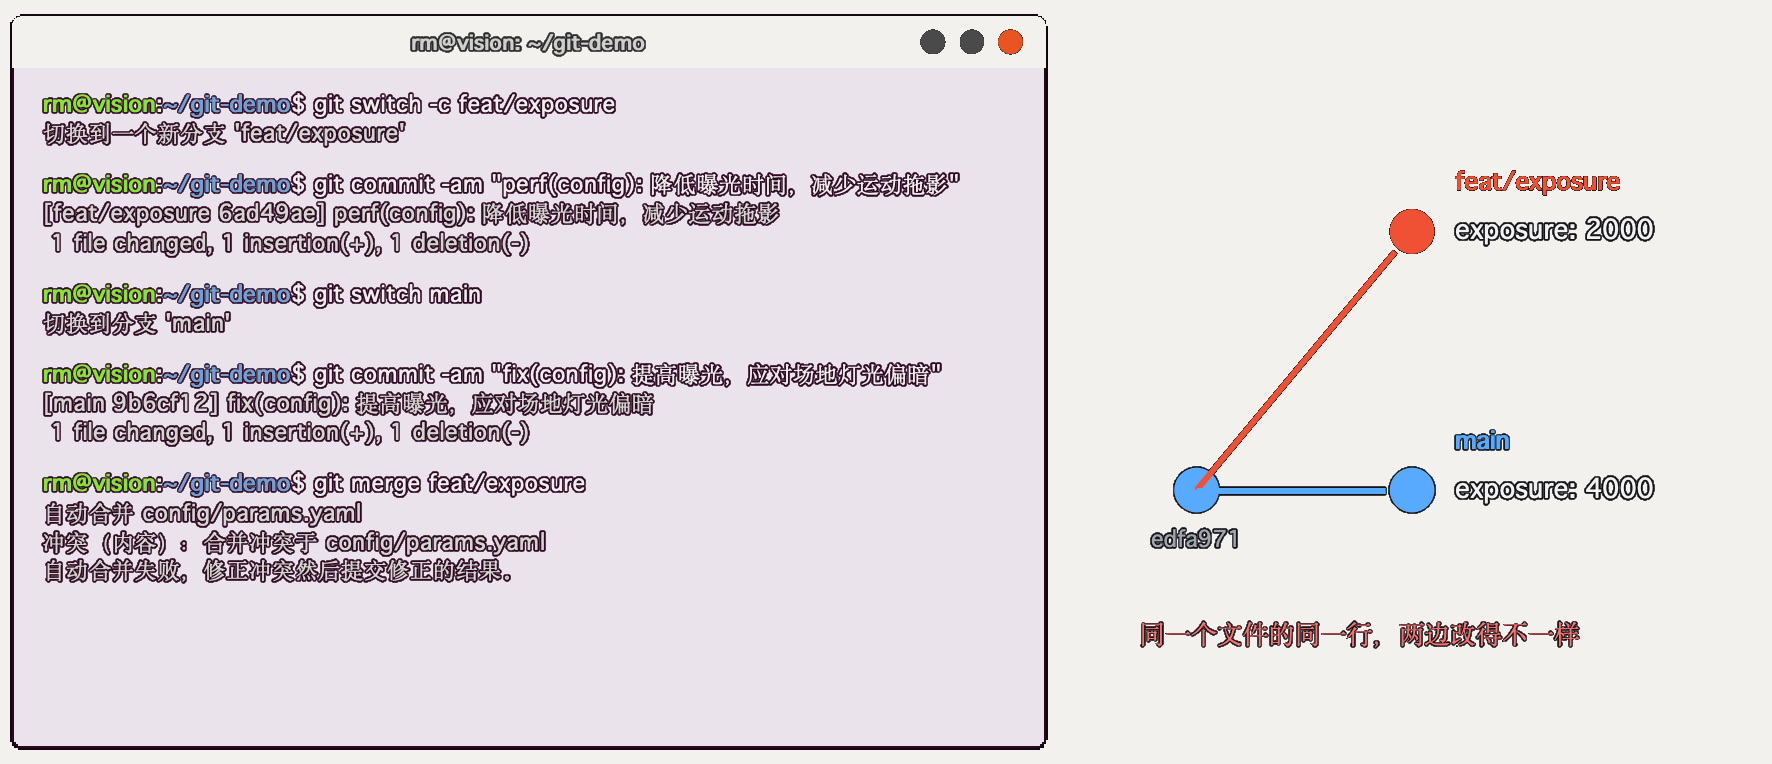 rm@vision: ~/git-demo
rm@vision:~/git-demo$ git switch -c feat/exposure
切换到一个新分支 'feat/exposure'
rm@vision:~/git-demo$ git commit -am "perf(config): 降低曝光时间，减少运动拖影"
[feat/exposure 6ad49ae] perf(config): 降低曝光时间，减少运动拖影
1 file changed, 1 insertion(+), 1 deletion(-)
rm@vision:~/git-demo$ git switch main
切换到分支 'main'
rm@vision:~/git-demo$ git commit -am "fix(config): 提高曝光，应对场地灯光偏暗"
[main 9b6cf12] fix(config): 提高曝光，应对场地灯光偏暗
1 file changed, 1 insertion(+), 1 deletion(-)
rm@vision:~/git-demo$ git merge feat/exposure
自动合并 config/params.yaml
冲突（内容）：合并冲突于 config/params.yaml
自动合并失败，修正冲突然后提交修正的结果。
feat/exposure
exposure: 2000
main
exposure: 4000
edfa971
同一个文件的同一行，两边改得不一样